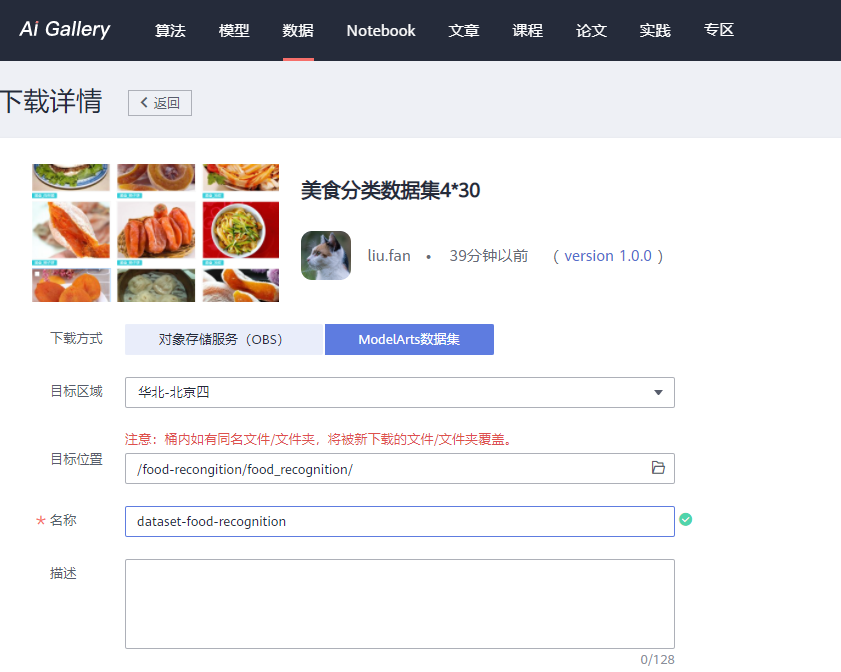 Ai Gallery 算法 模型 数据 Notebook 文章 课程 论文 实践 专区
下载详情 返回
美食分类数据集4*30
liu.fan • 39分钟以前 ( version 1.0.0 )
下载方式 对象存储服务（OBS） ModelArts数据集
目标区域 华北-北京四
注意：桶内如有同名文件/文件夹，将被新下载的文件/文件夹覆盖。
目标位置 /food-recongition/food_recognition/
* 名称 dataset-food-recognition
描述
0/128